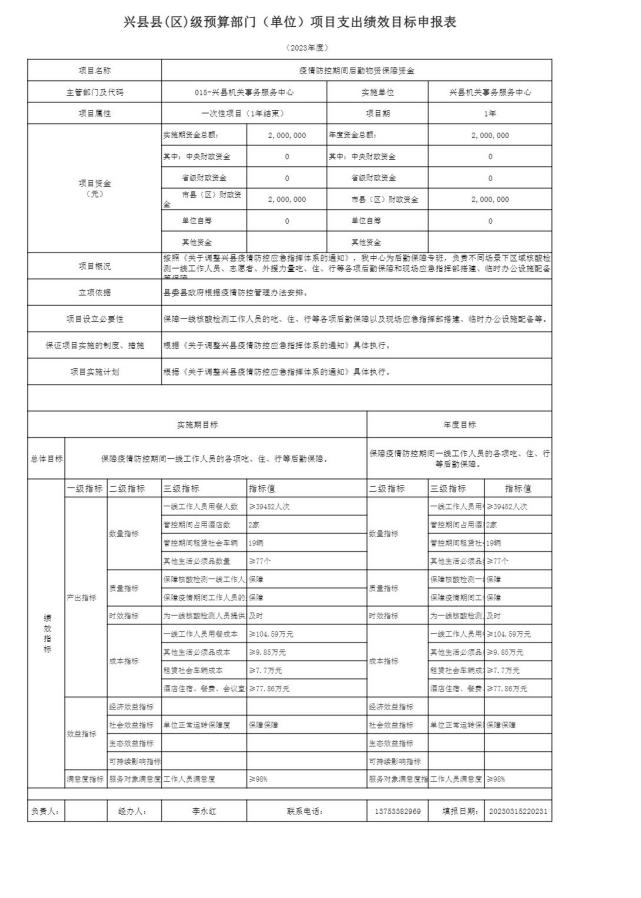 兴县县(区)级预算部门（单位）项目支出绩效目标申报表
（2023年度）
项目名称 疫情防控期间后勤物资保障资金
主管部门及代码 015-兴县机关事务服务中心 实施单位 兴县机关事务服务中心
项目属性 一次性项目（1年结束） 项目期 1年
项目资金（元） 实施期资金总额： 2,000,000 年度资金总额： 2,000,000
其中：中央财政资金 0 其中：中央财政资金 0
省级财政资金 0 省级财政资金 0
市县（区）财政资金 2,000,000 市县（区）财政资金 2,000,000
单位自筹 0 单位自筹 0
其他资金 其他资金
项目概况 按照《关于调整兴县疫情防控应急指挥体系的通知》，我中心为后勤保障专班，负责不同场景下区域核酸检
测一线工作人员、志愿者、外援力量吃、住、行等各项后勤保障和现场应急指挥部搭建、临时办公设施配备
立项依据 县委县政府根据疫情防控管理办法安排。
项目设立必要性 保障一线核酸检测工作人员的吃、住、行等各项后勤保障以及现场应急指挥部搭建、临时办公设施配备等。
保证项目实施的制度、措施 根据《关于调整兴县疫情防控应急指挥体系的通知》具体执行。
项目实施计划 根据《关于调整兴县疫情防控应急指挥体系的通知》具体执行。
实施期目标 年度目标
总体目标 保障疫情防控期间一线工作人员的各项吃、住、行等后勤保障。 保障疫情防控期间一线工作人员的各项吃、住、行等后勤保障。
绩效指标 一级指标 二级指标 三级指标 指标值 二级指标 三级指标 指标值
产出指标 数量指标 一线工作人员用餐人数 ≥39482人次 数量指标 一线工作人员用 ≥39482人次
管控期间占用酒店数 2家 管控期间占用酒 2家
管控期间租赁社会车辆 19辆 管控期间租赁社 19辆
其他生活必须品数量 ≥77个 其他生活必须品 ≥77个
质量指标 保障核酸检测一线工作人 保障 质量指标 保障核酸检测一 保障
保障疫情期间工作人员的 保障 保障疫情期间工 保障
时效指标 为一线核酸检测人员提供 及时 时效指标 为一线核酸检测 及时
成本指标 一线工作人员用餐成本 ≥104.59万元 成本指标 一线工作人员用 ≥104.59万元
其他生活必须品成本 ≥9.85万元 其他生活必须品 ≥9.85万元
租赁社会车辆成本 ≥7.7万元 租赁社会车辆成 ≥7.7万元
酒店住宿、餐费、会议室 ≥77.86万元 酒店住宿、餐费 ≥77.86万元
效益指标 经济效益指标 经济效益指标
社会效益指标 单位正常运转保障度 保障保障 社会效益指标 单位正常运转保 保障保障
生态效益指标 生态效益指标
可持续影响指标 可持续影响指标
满意度指标 服务对象满意度 工作人员满意度 ≥98% 服务对象满意度指 工作人员满意度 ≥98%
负责人： 经办人： 李永红 联系电话： 13753382969 填报日期： 20230315220231